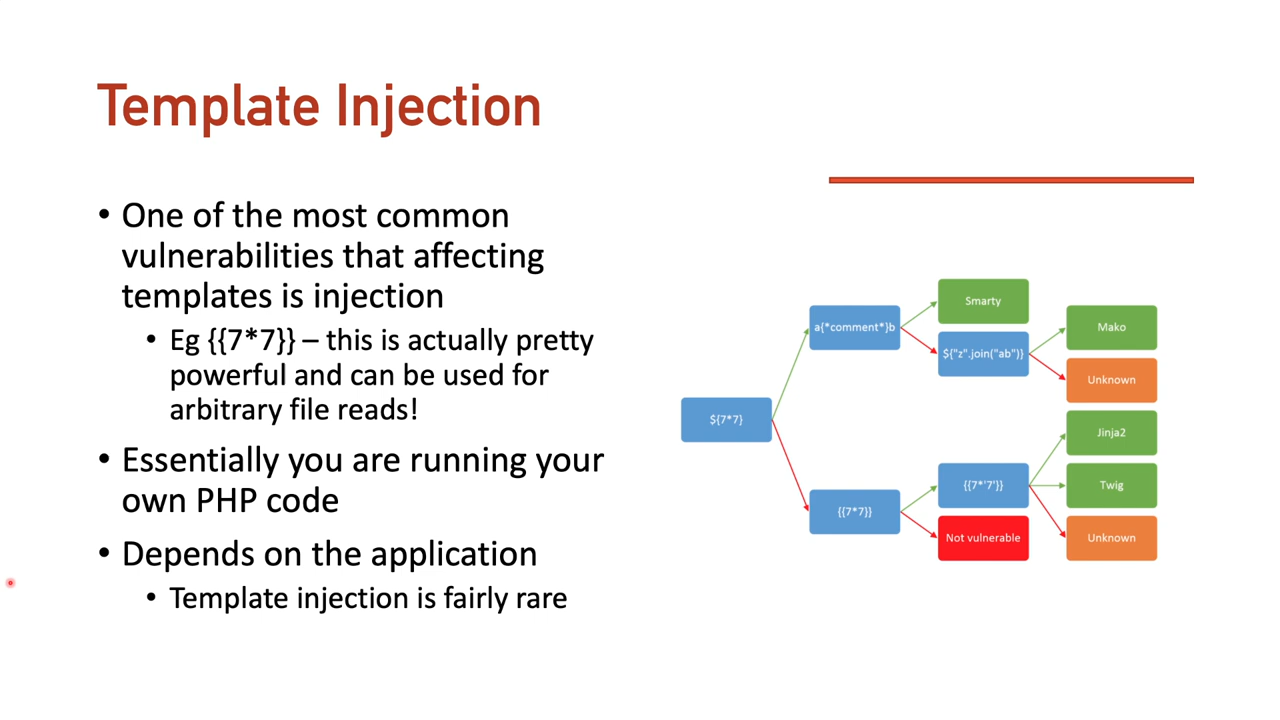 Template Injection
• One of the most common
vulnerabilities that affecting
templates is injection
• Eg {{7*7}} – this is actually pretty
powerful and can be used for
arbitrary file reads!
• Essentially you are running your
own PHP code
• Depends on the application
• Template injection is fairly rare
${7*7}
a{*comment*}b
Smarty
${"z".join("ab")}
Mako
Unknown
{{7*7}}
{{7*'7'}}
Not vulnerable
Jinja2
Twig
Unknown